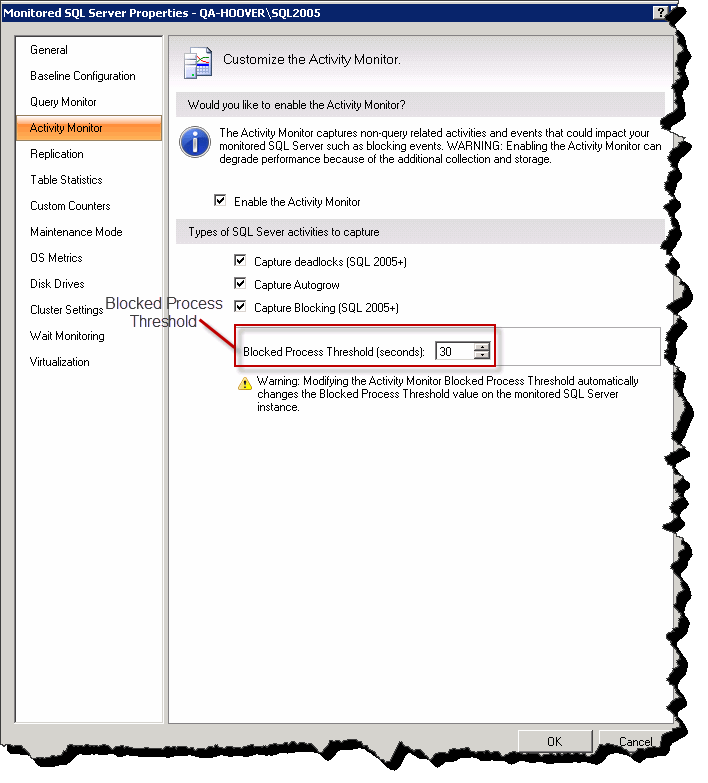 Monitored SQL Server Properties - QA-HOOVER\SQL2005
?
General
Baseline Configuration
Query Monitor
Activity Monitor
Replication
Table Statistics
Custom Counters
Maintenance Mode
OS Metrics
Disk Drives
Cluster Settings
Wait Monitoring
Virtualization
Customize the Activity Monitor.
Would you like to enable the Activity Monitor?
The Activity Monitor captures non-query related activities and events that could impact your
monitored SQL Server such as blocking events. WARNING: Enabling the Activity Monitor can
degrade performance because of the additional collection and storage.
Enable the Activity Monitor
Types of SQL Sever activities to capture
Capture deadlocks (SQL 2005+)
Capture Autogrow
Capture Blocking (SQL 2005+)
Blocked Process
Threshold
Blocked Process Threshold (seconds): 30
Warning: Modifying the Activity Monitor Blocked Process Threshold automatically
changes the Blocked Process Threshold value on the monitored SQL Server
instance.
OK
Cancel